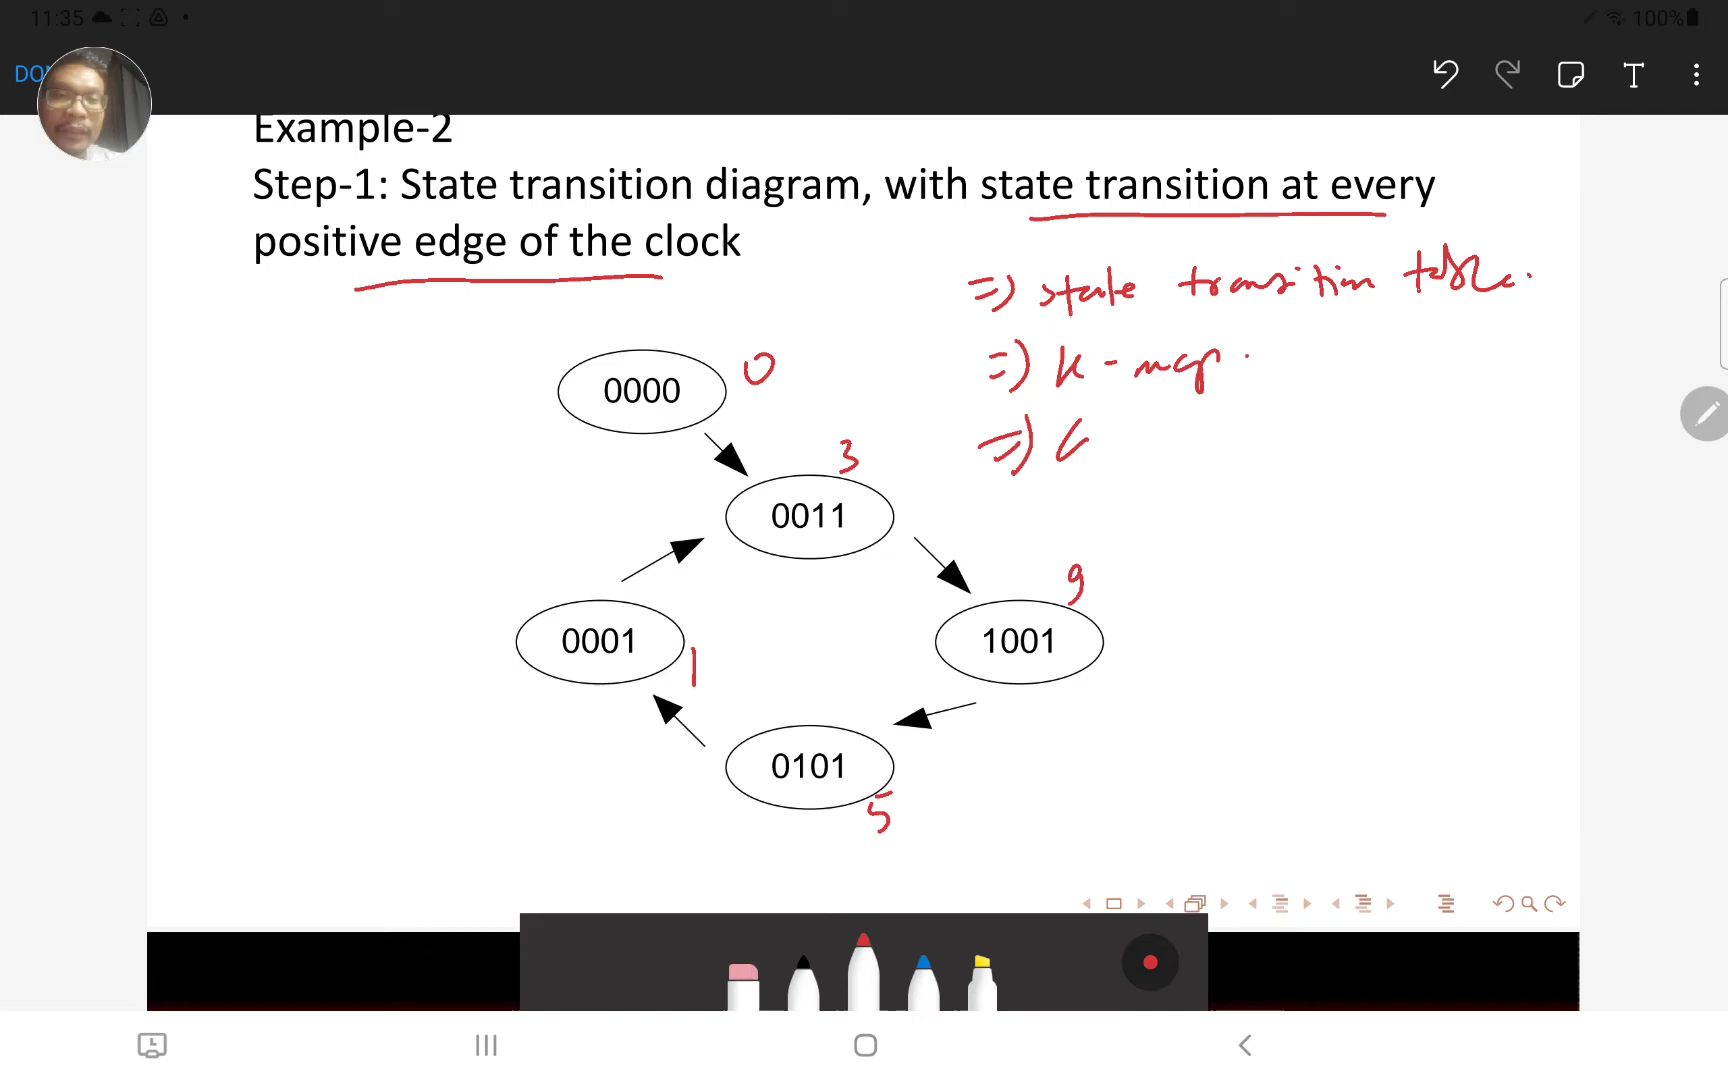 11:35
100%
Example-2
Step-1: State transition diagram, with state transition at every
positive edge of the clock
=) state transition table.
=) K-map.
=) C
0000
0
3
0011
9
0001
1
1001
0101
5